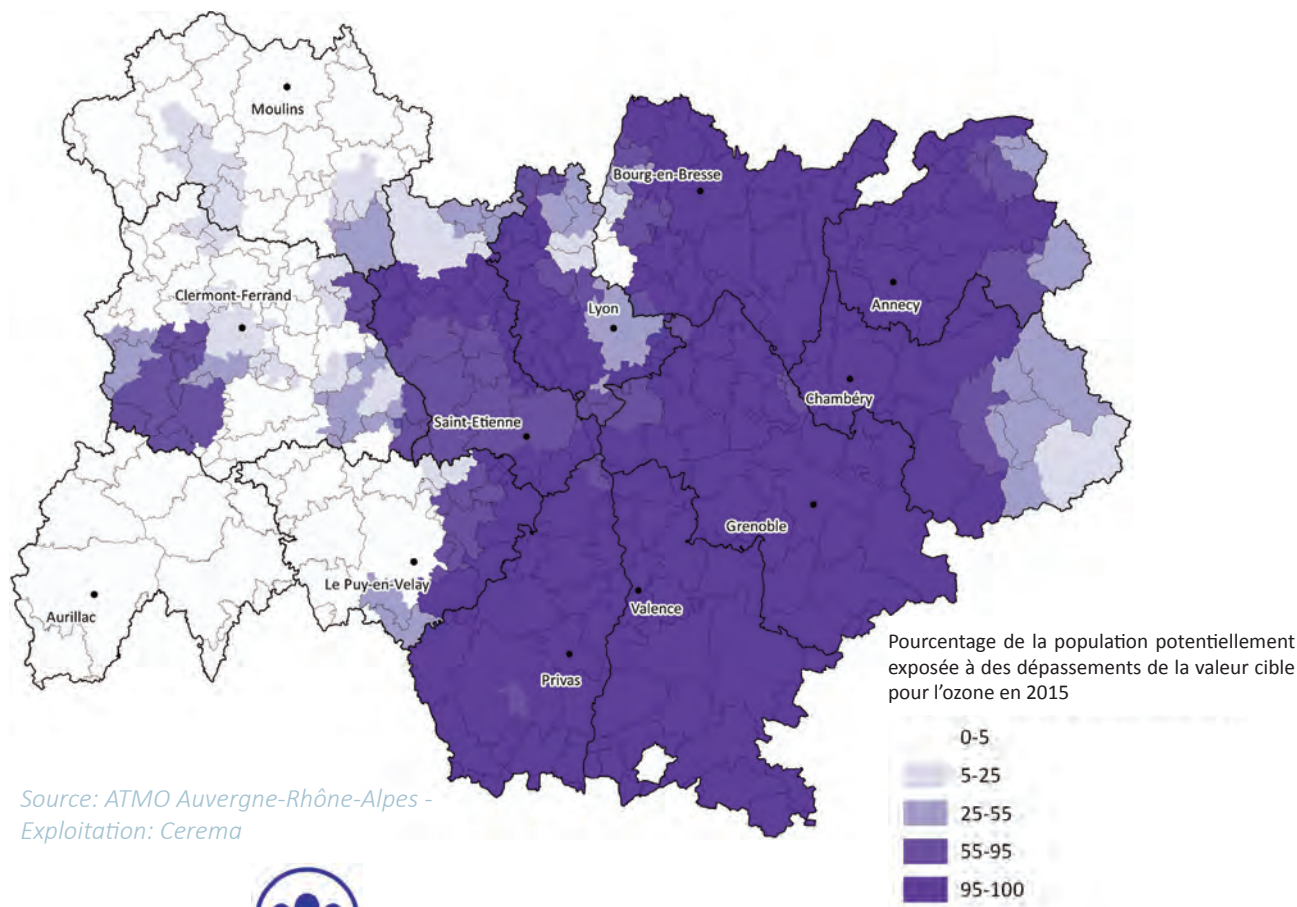 Moulins
Bourg-en-Bresse
Clermont-Ferrand
Annecy
Lyon
Chambéry
Saint-Etienne
Grenoble
Le Puy-en-Velay
Valence
Aurillac
Privas
Pourcentage de la population potentiellement
exposée à des dépassements de la valeur cible
pour l’ozone en 2015
0-5
5-25
25-55
55-95
95-100
Source: ATMO Auvergne-Rhône-Alpes -
Exploitation: Cerema